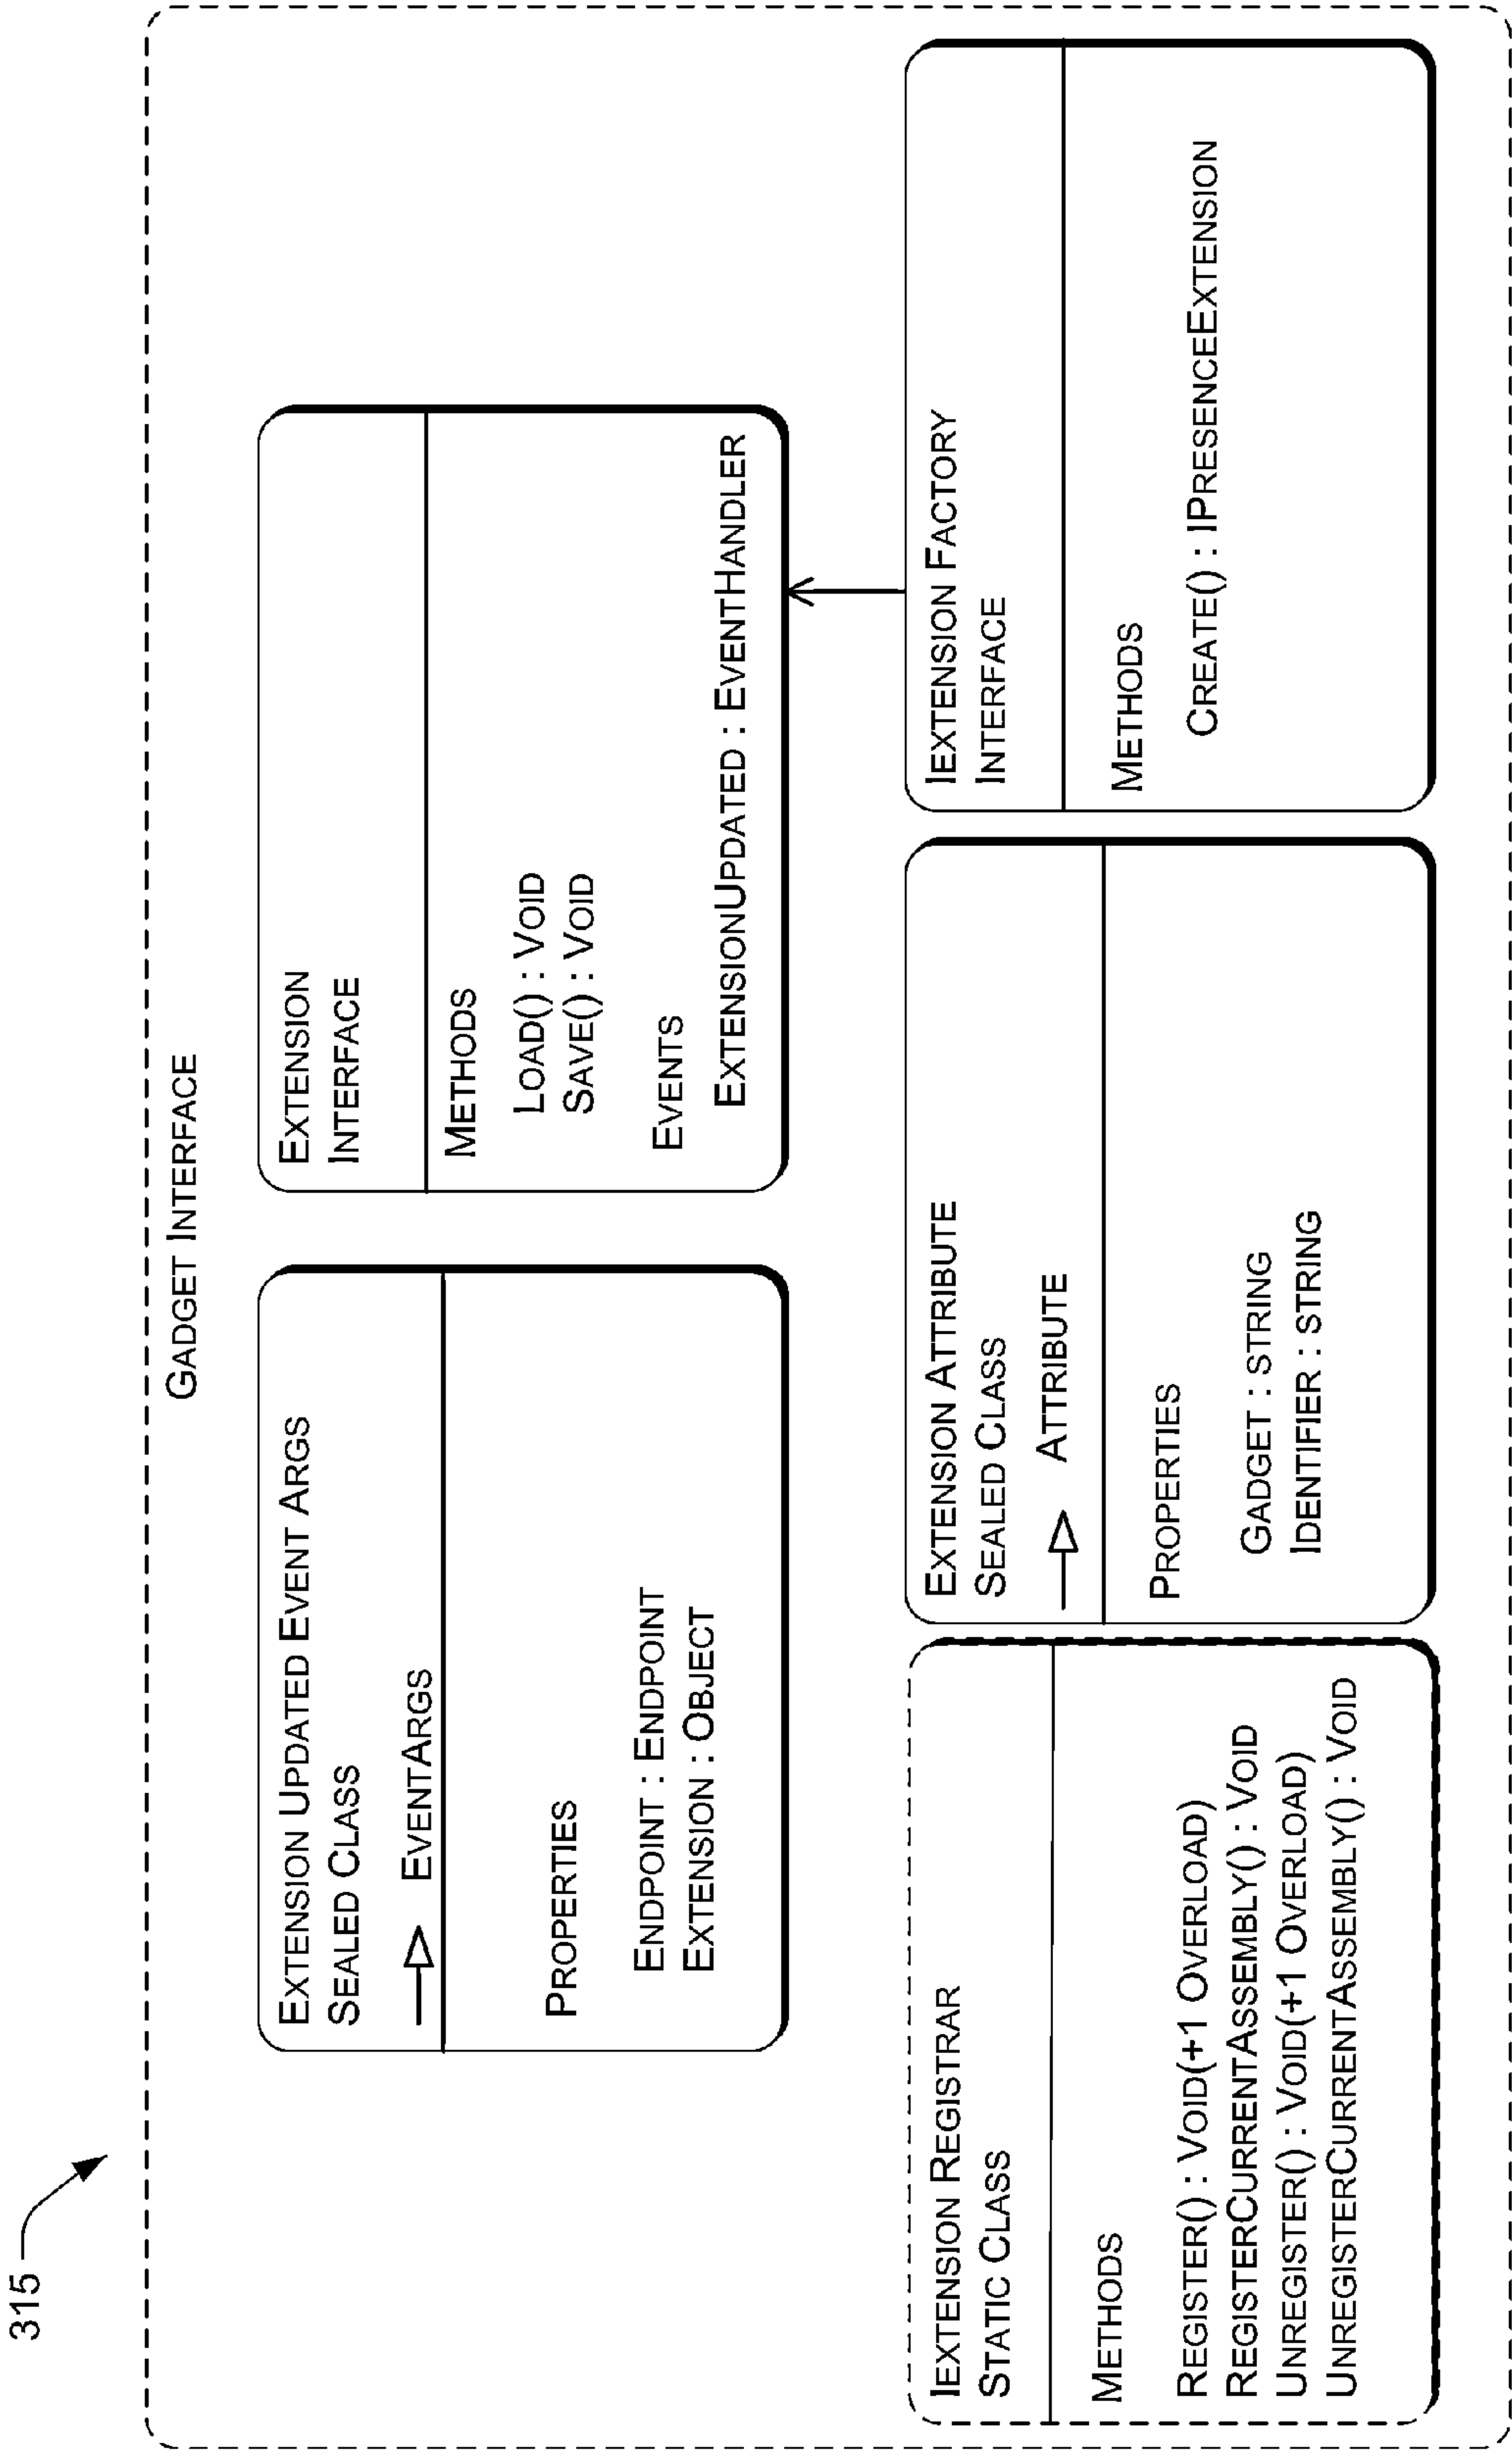 315
GADGET INTERFACE
EXTENSION UPDATED EVENT ARGS
SEALED CLASS
EVENTARGS
PROPERTIES
ENDPOINT : ENDPOINT
EXTENSION : OBJECT
EXTENSION
INTERFACE
METHODS
LOAD() : VOID
SAVE() : VOID
EVENTS
EXTENSIONUPDATED : EVENTHANDLER
IEXTENSION REGISTRAR
STATIC CLASS
METHODS
REGISTER() : VOID(+1 OVERLOAD)
REGISTERCURRENTASSEMBLY() : VOID
UNREGISTER() : VOID(+1 OVERLOAD)
UNREGISTERCURRENTASSEMBLY() : VOID
EXTENSION ATTRIBUTE
SEALED CLASS
ATTRIBUTE
PROPERTIES
GADGET : STRING
IDENTIFIER : STRING
IEXTENSION FACTORY
INTERFACE
METHODS
CREATE() : IPRESENCEEXTENSION